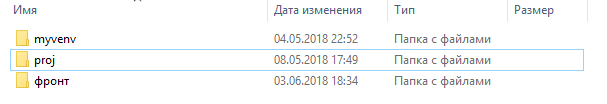 Имя Дата изменения Тип Размер
myvenv 04.05.2018 22:52 Папка с файлами
proj 08.05.2018 17:49 Папка с файлами
фронт 03.06.2018 18:34 Папка с файлами